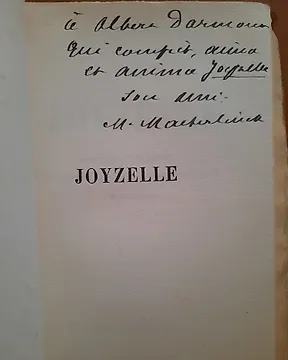 à Albert Darmont
qui comprit, aima
et anima Joyzelle
son ami.
M. Maeterlinck
JOYZELLE